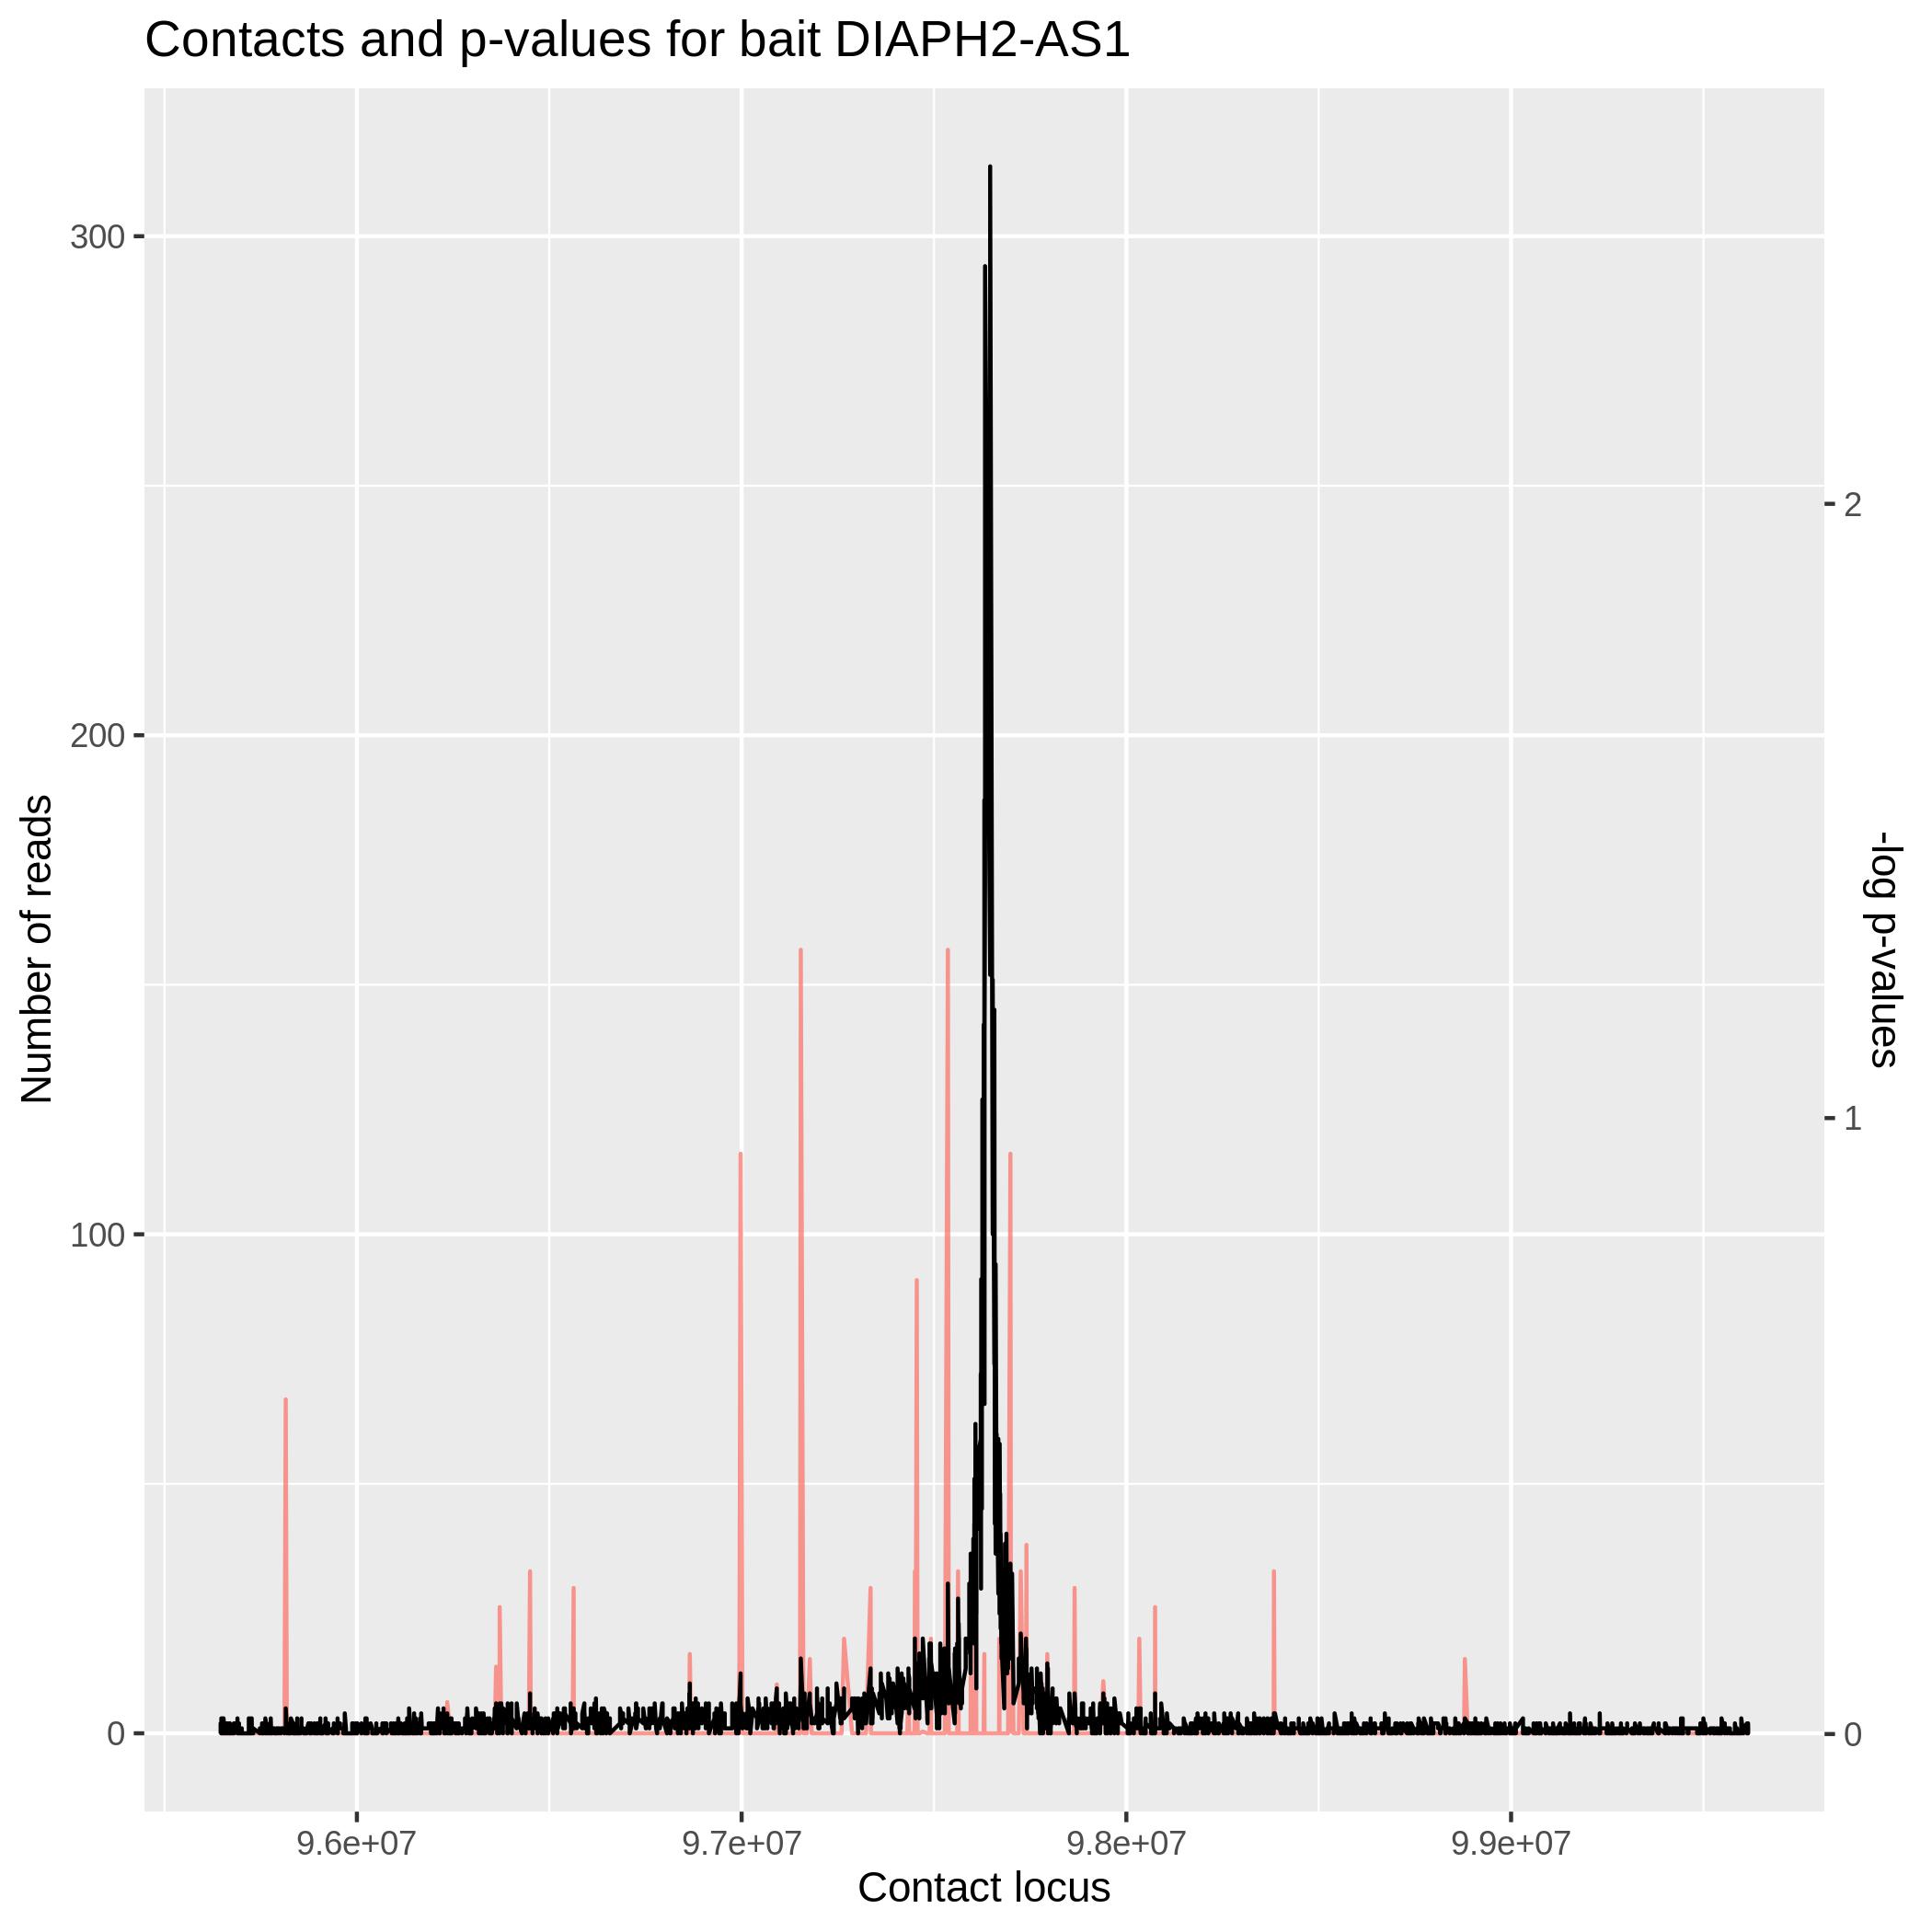 Contacts and p-values for bait DIAPH2-AS1
Number of reads
300
200
100
0
2
1
0
-log p-values
9.6e+07
9.7e+07
9.8e+07
9.9e+07
Contact locus